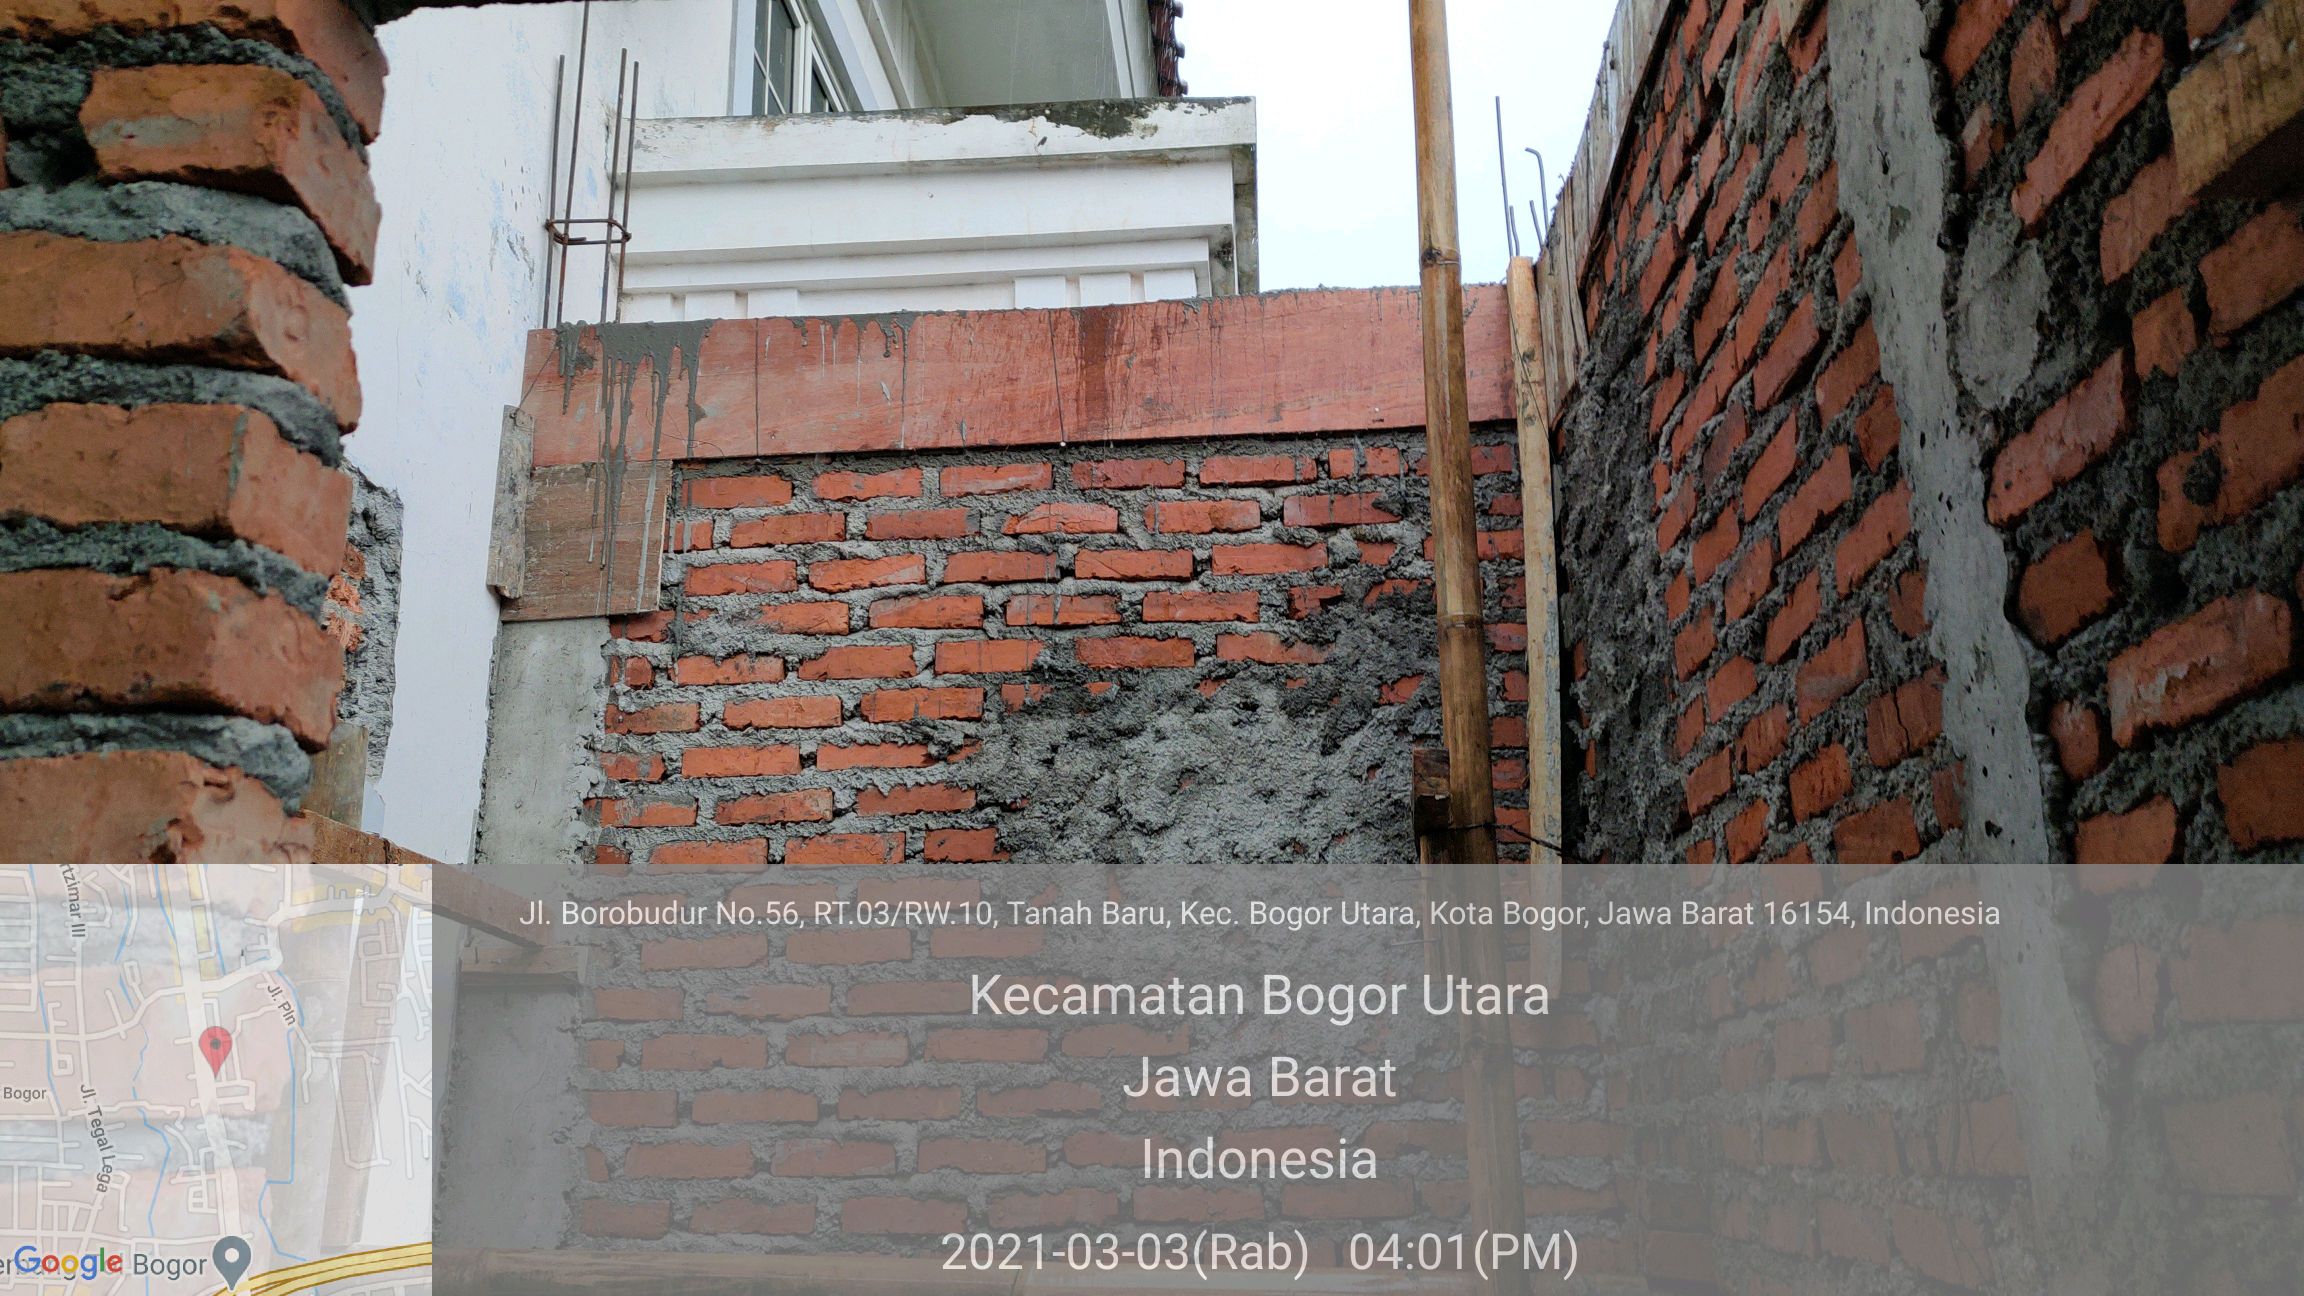 Jl. Borobudur No.56, RT.03/RW.10, Tanah Baru, Kec. Bogor Utara, Kota Bogor, Jawa Barat 16154, Indonesia
Kecamatan Bogor Utara
Jawa Barat
Indonesia
2021-03-03(Rab) 04:01(PM)
Jl. Pln
Bogor
Jl. Tegal Lega
Google
Bogor